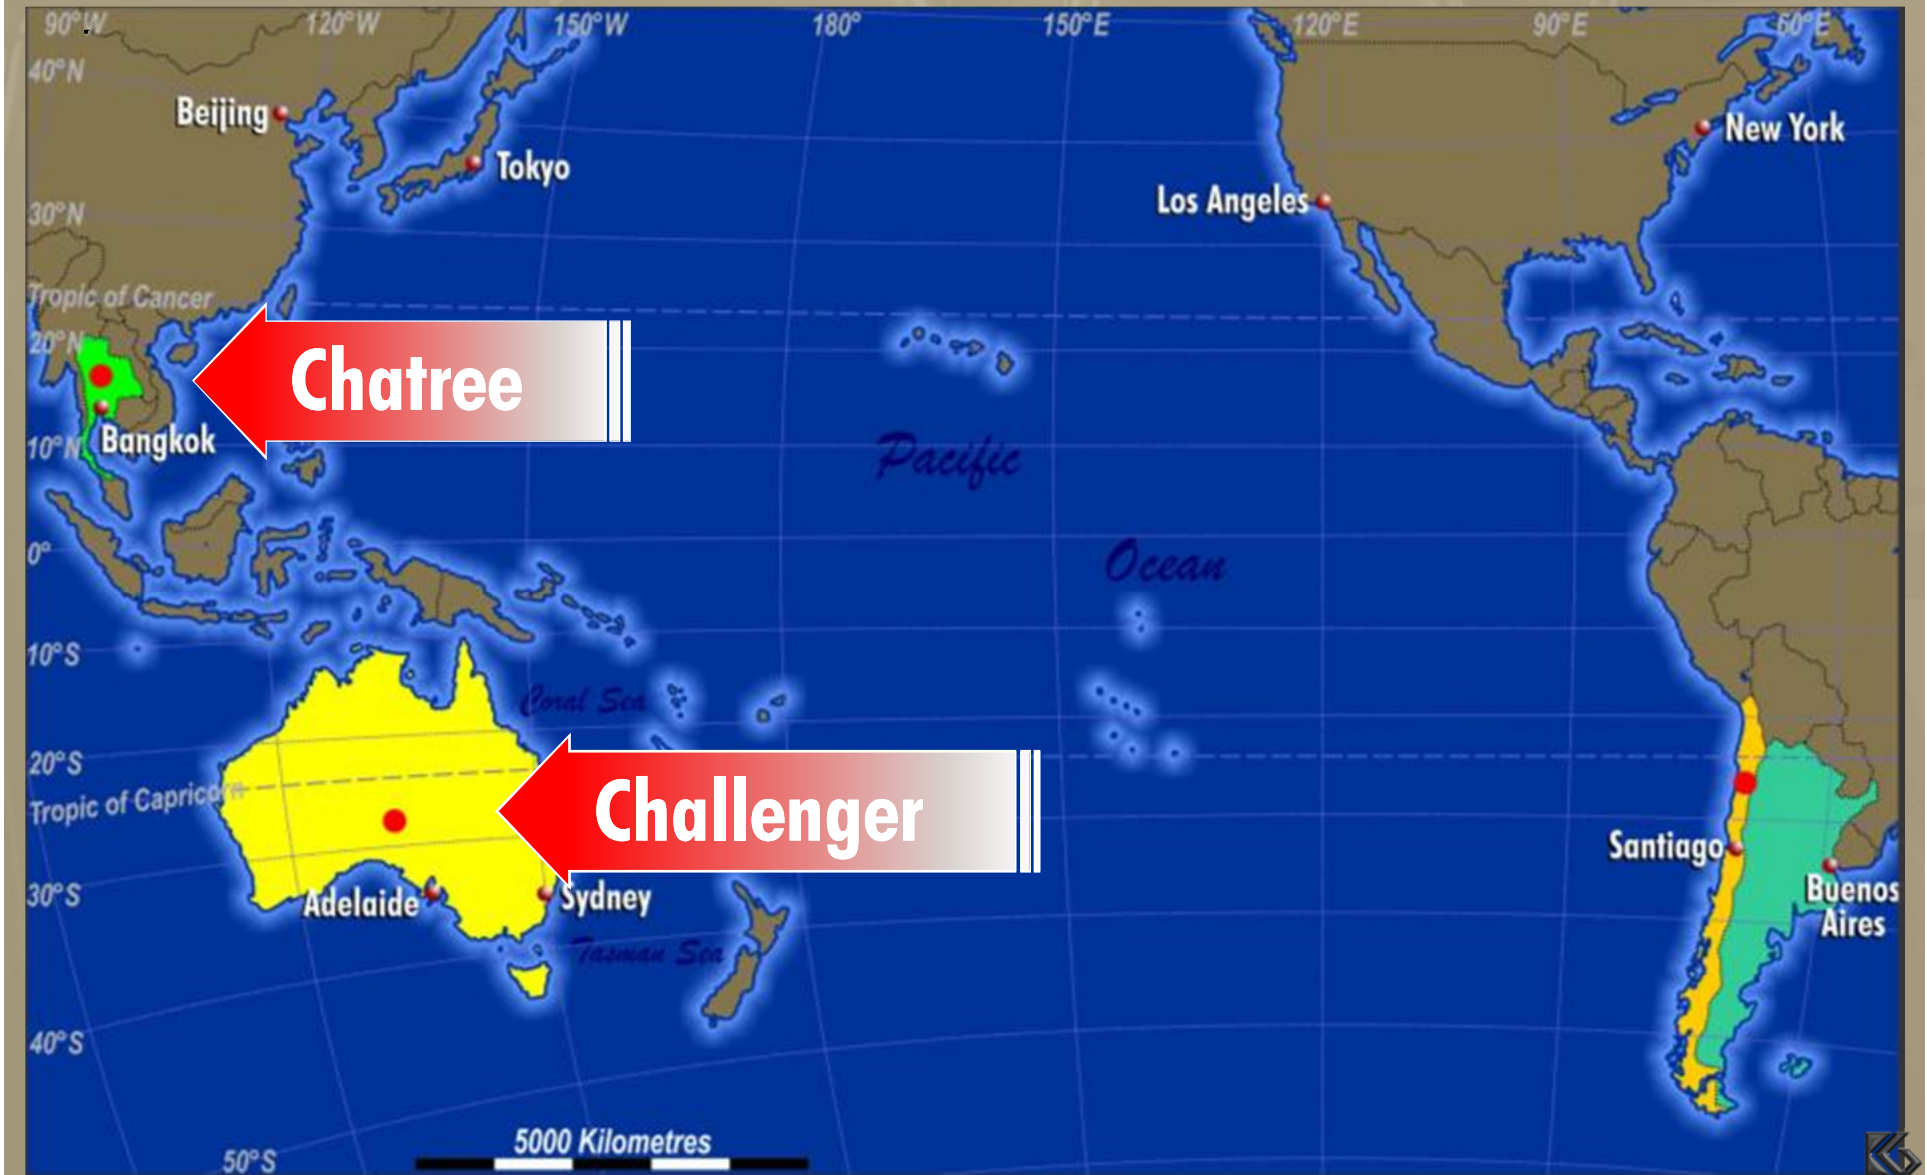 90°W 120°W 150°W 180° 150°E 120°E 90°E 60°E
40°N
Beijing
New York
Tokyo
Los Angeles
30°N
Tropic of Cancer
20°N
Chatree
Bangkok
10°N
Pacific
0°
Ocean
10°S
Coral Sea
20°S
Tropic of Capricorn
Challenger
Santiago
30°S
Adelaide
Sydney
Buenos
Aires
Tasman Sea
40°S
5000 Kilometres
50°S